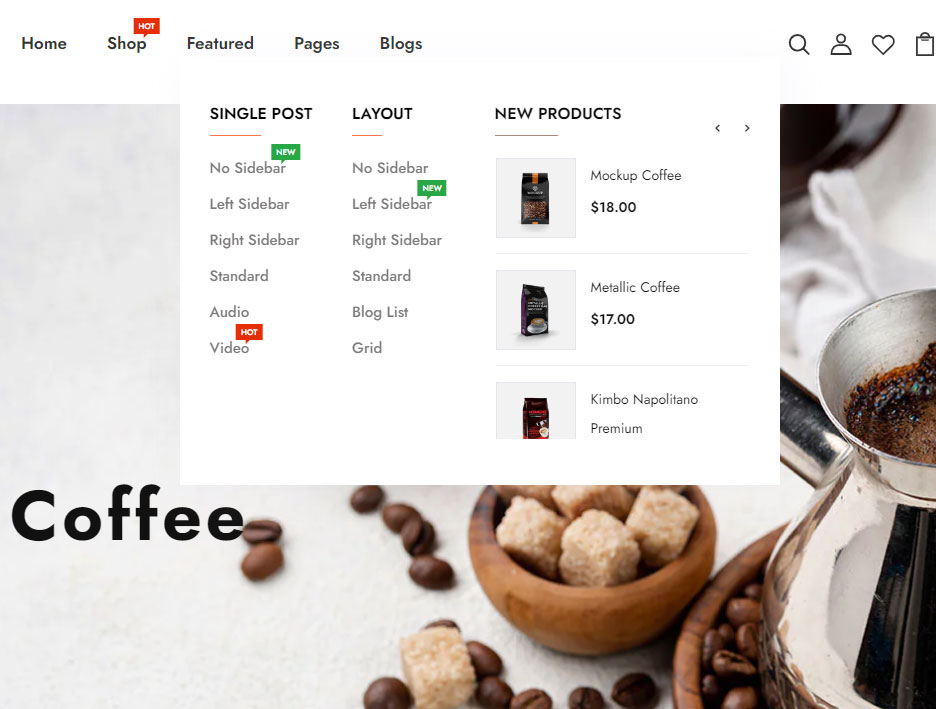 HOT
Home Shop Featured Pages Blogs
SINGLE POST
NEW
No Sidebar
Left Sidebar
Right Sidebar
Standard
Audio
HOT
Video
LAYOUT
No Sidebar
NEW
Left Sidebar
Right Sidebar
Standard
Blog List
Grid
NEW PRODUCTS
Mockup Coffee
$18.00
Metallic Coffee
$17.00
Kimbo Napolitano
Premium
Coffee